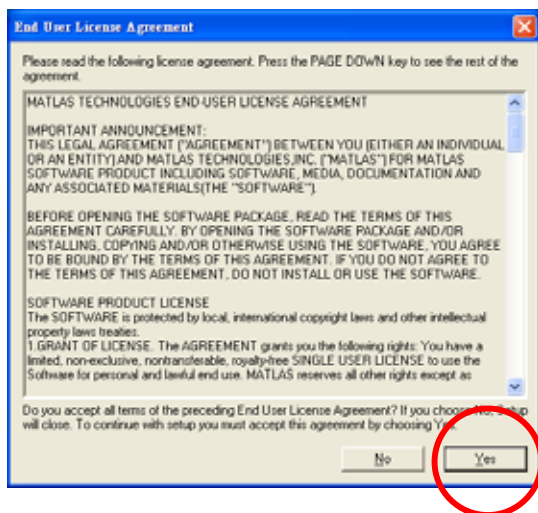 End User License Agreement
Please read the following license agreement. Press the PAGE DOWN key to see the rest of the
agreement.
MATLAS TECHNOLOGIES END-USER LICENSE AGREEMENT
IMPORTANT ANNOUNCEMENT:
THIS LEGAL AGREEMENT ("AGREEMENT") BETWEEN YOU (EITHER AN INDIVIDUAL
OR AN ENTITY) AND MATLAS TECHNOLOGIES,INC. ("MATLAS") FOR MATLAS
SOFTWARE PRODUCT INCLUDING SOFTWARE, MEDIA, DOCUMENTATION AND
ANY ASSOCIATED MATERIALS(THE "SOFTWARE").
BEFORE OPENING THE SOFTWARE PACKAGE, READ THE TERMS OF THIS
AGREEMENT CAREFULLY. BY OPENING THE SOFTWARE PACKAGE AND/OR
INSTALLING, COPYING AND/OR OTHERWISE USING THE SOFTWARE, YOU AGREE
TO BE BOUND BY THE TERMS OF THIS AGREEMENT. IF YOU DO NOT AGREE TO
THE TERMS OF THIS AGREEMENT, DO NOT INSTALL OR USE THE SOFTWARE.
SOFTWARE PRODUCT LICENSE
The SOFTWARE is protected by local, international copyright laws and other intellectual
property laws treaties.
1.GRANT OF LICENSE. The AGREEMENT grants you the following rights: You have a
limited, non-exclusive, nontransferable, royalty-free SINGLE USER LICENSE to use the
Software for personal and lawful end use. MATLAS reserves all other rights except as
Do you accept all terms of the preceding End User License Agreement? If you choose No, Setup
will close. To continue with setup you must accept this agreement by choosing Yes.
No
Yes